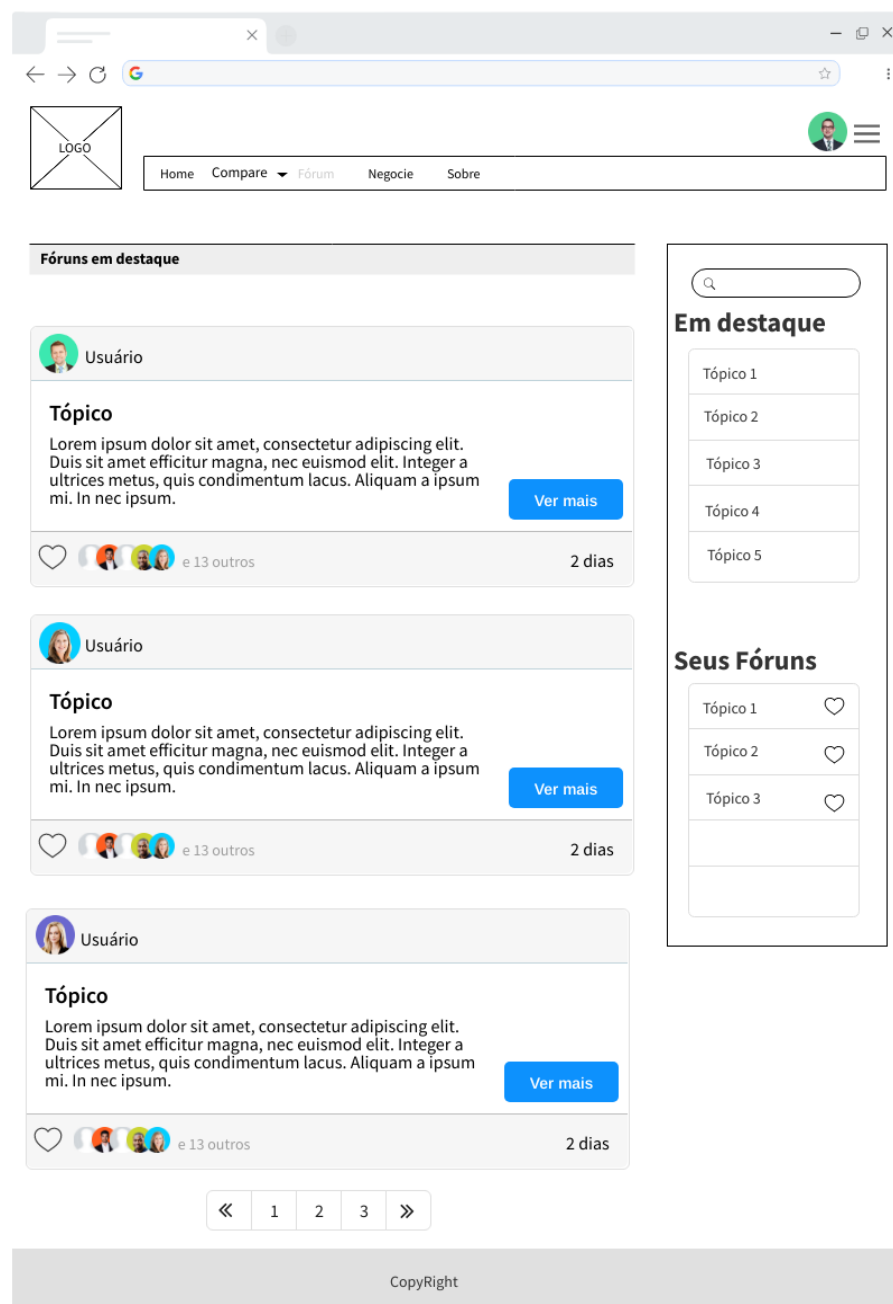 LOGO
Home Compare Fórum Negocie Sobre
Fóruns em destaque
Usuário
Tópico
Lorem ipsum dolor sit amet, consectetur adipiscing elit.
Duis sit amet efficitur magna, nec euismod elit. Integer a
ultrices metus, quis condimentum lacus. Aliquam a ipsum
mi. In nec ipsum.
Ver mais
e 13 outros
2 dias
Usuário
Tópico
Lorem ipsum dolor sit amet, consectetur adipiscing elit.
Duis sit amet efficitur magna, nec euismod elit. Integer a
ultrices metus, quis condimentum lacus. Aliquam a ipsum
mi. In nec ipsum.
Ver mais
e 13 outros
2 dias
Usuário
Tópico
Lorem ipsum dolor sit amet, consectetur adipiscing elit.
Duis sit amet efficitur magna, nec euismod elit. Integer a
ultrices metus, quis condimentum lacus. Aliquam a ipsum
mi. In nec ipsum.
Ver mais
e 13 outros
2 dias
« 1 2 3 »
Em destaque
Tópico 1
Tópico 2
Tópico 3
Tópico 4
Tópico 5
Seus Fóruns
Tópico 1
Tópico 2
Tópico 3
CopyRight